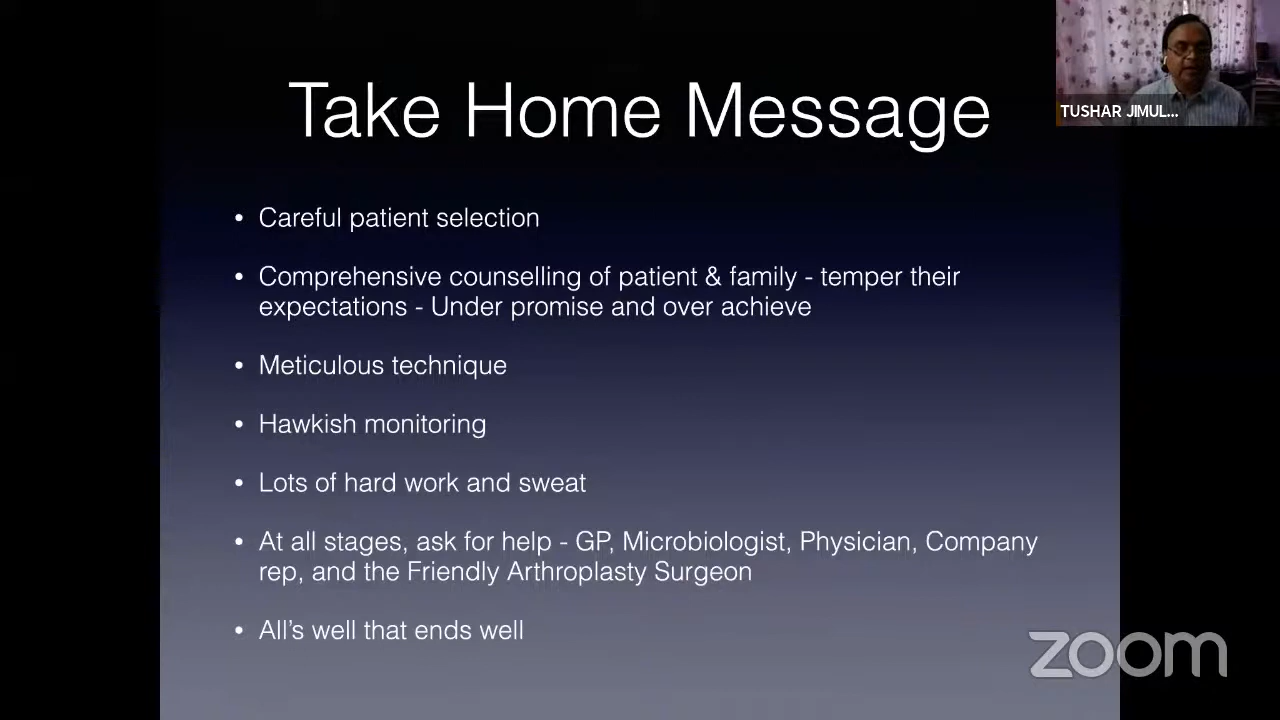 Take Home Message
TUSHAR JIMUL...
• Careful patient selection
• Comprehensive counselling of patient & family - temper their
expectations - Under promise and over achieve
• Meticulous technique
• Hawkish monitoring
• Lots of hard work and sweat
• At all stages, ask for help - GP, Microbiologist, Physician, Company
rep, and the Friendly Arthroplasty Surgeon
• All’s well that ends well
zoom